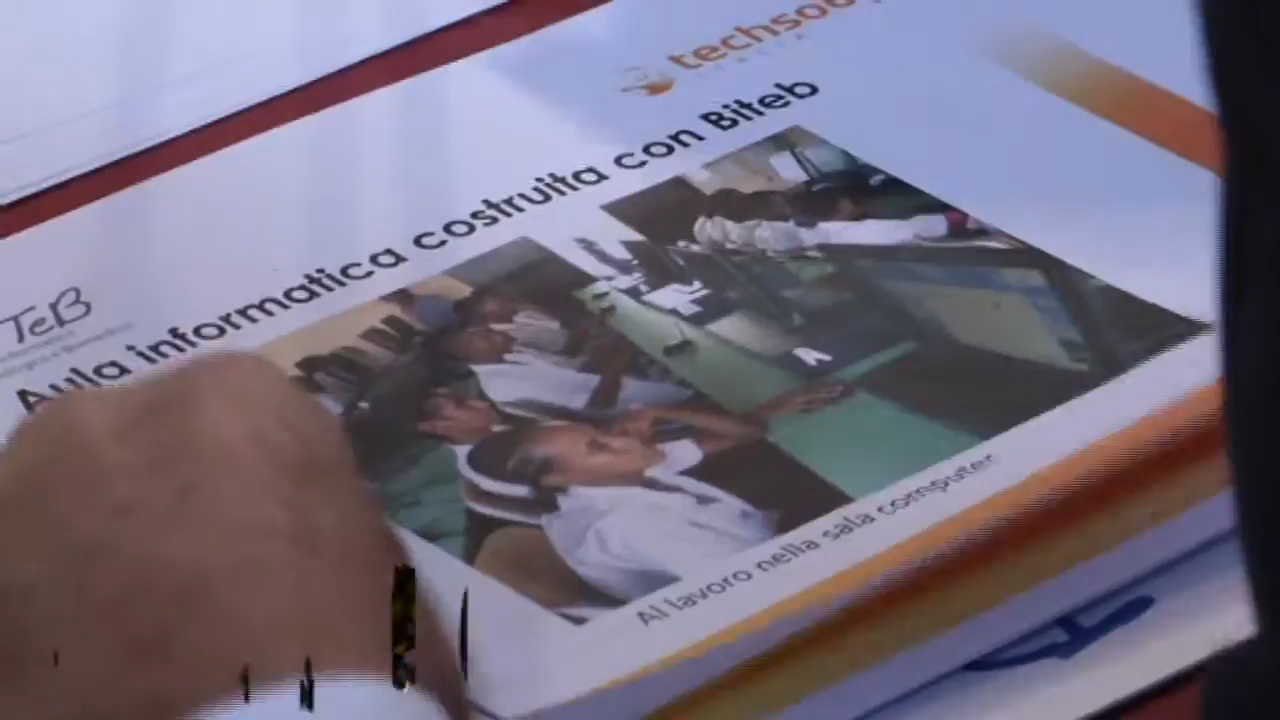 techsoup
Aula informatica costruita con Biteb
TeB
Al lavoro nella sala computer